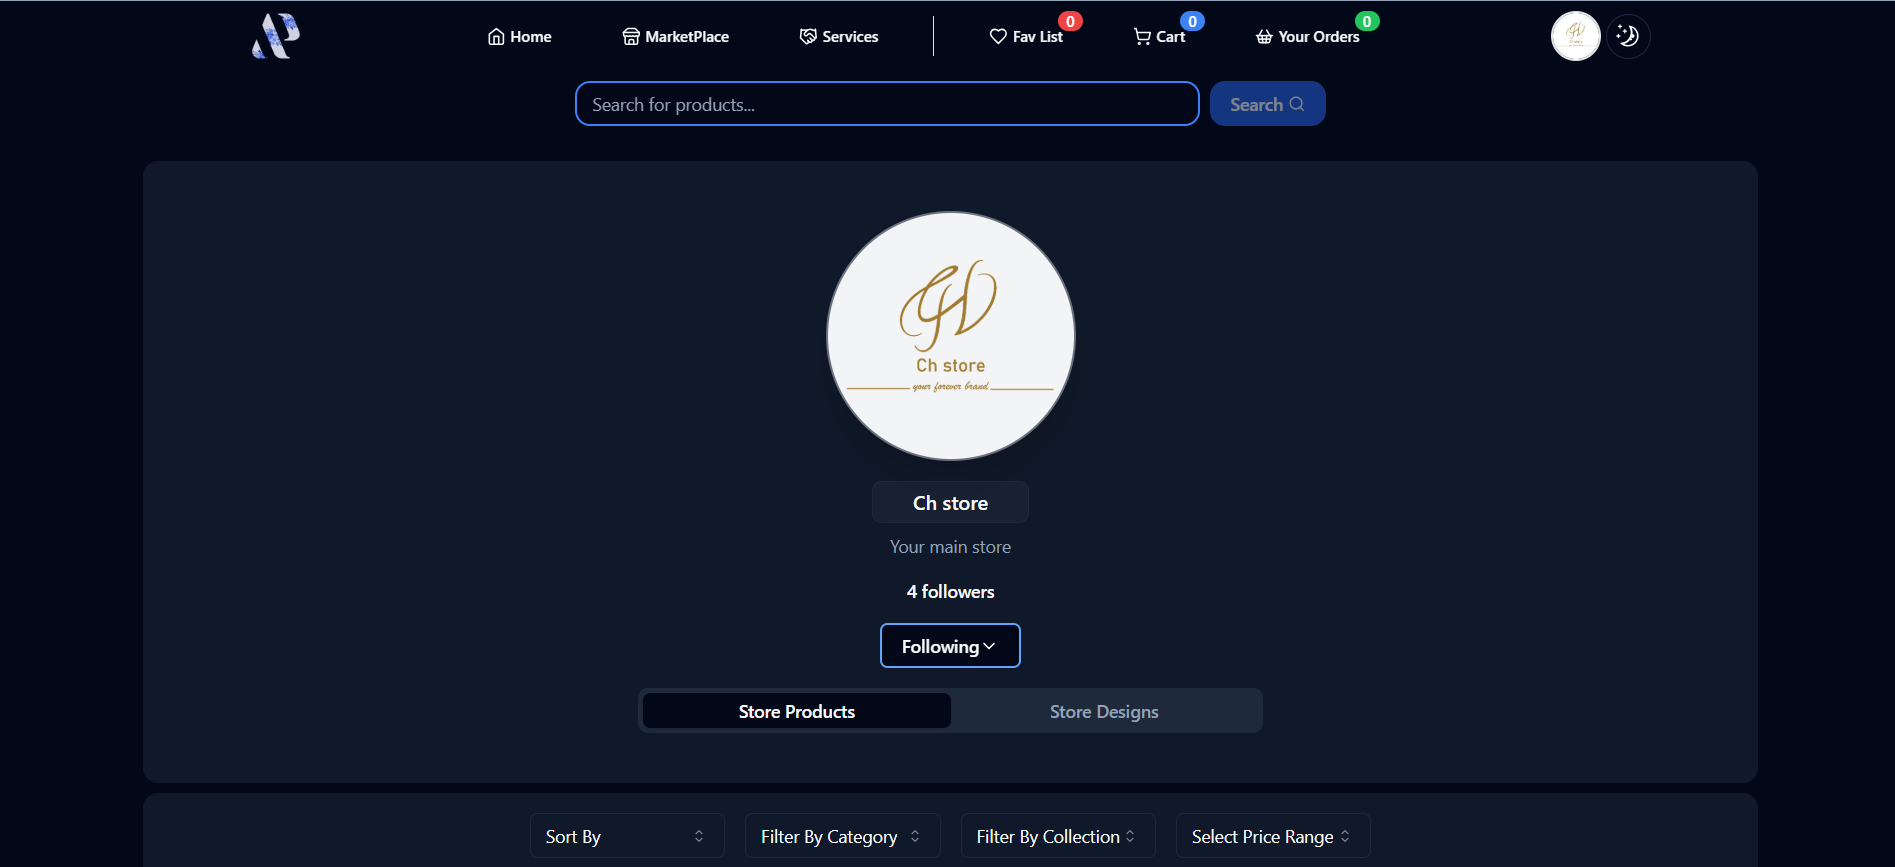 Home MarketPlace Services Fav List 0 Cart 0 Your Orders 0
Search for products... Search
Ch store
your forever brand
Ch store
Your main store
4 followers
Following
Store Products Store Designs
Sort By Filter By Category Filter By Collection Select Price Range